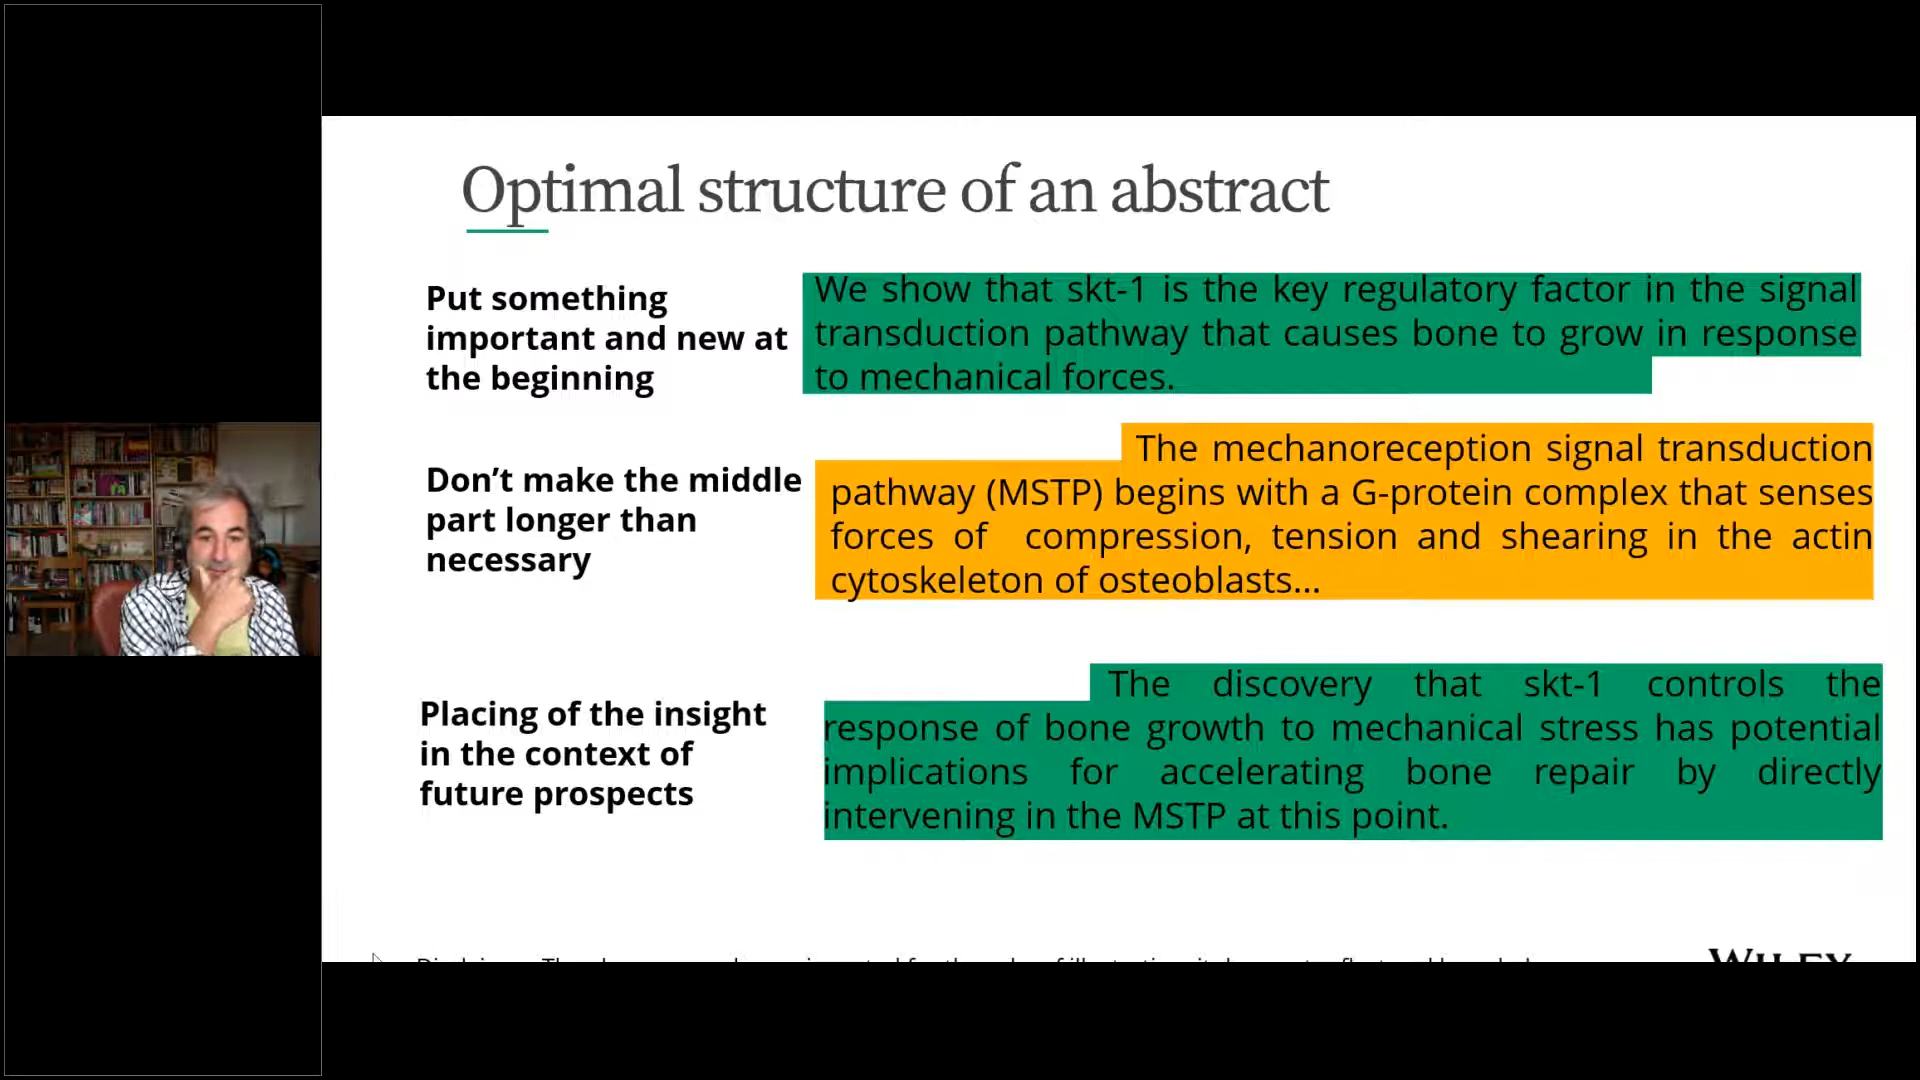 Optimal structure of an abstract
Put something
important and new at
the beginning
We show that skt-1 is the key regulatory factor in the signal
transduction pathway that causes bone to grow in response
to mechanical forces.
Don’t make the middle
part longer than
necessary
The mechanoreception signal transduction
pathway (MSTP) begins with a G-protein complex that senses
forces of compression, tension and shearing in the actin
cytoskeleton of osteoblasts...
Placing of the insight
in the context of
future prospects
The discovery that skt-1 controls the
response of bone growth to mechanical stress has potential
implications for accelerating bone repair by directly
intervening in the MSTP at this point.
WILEY